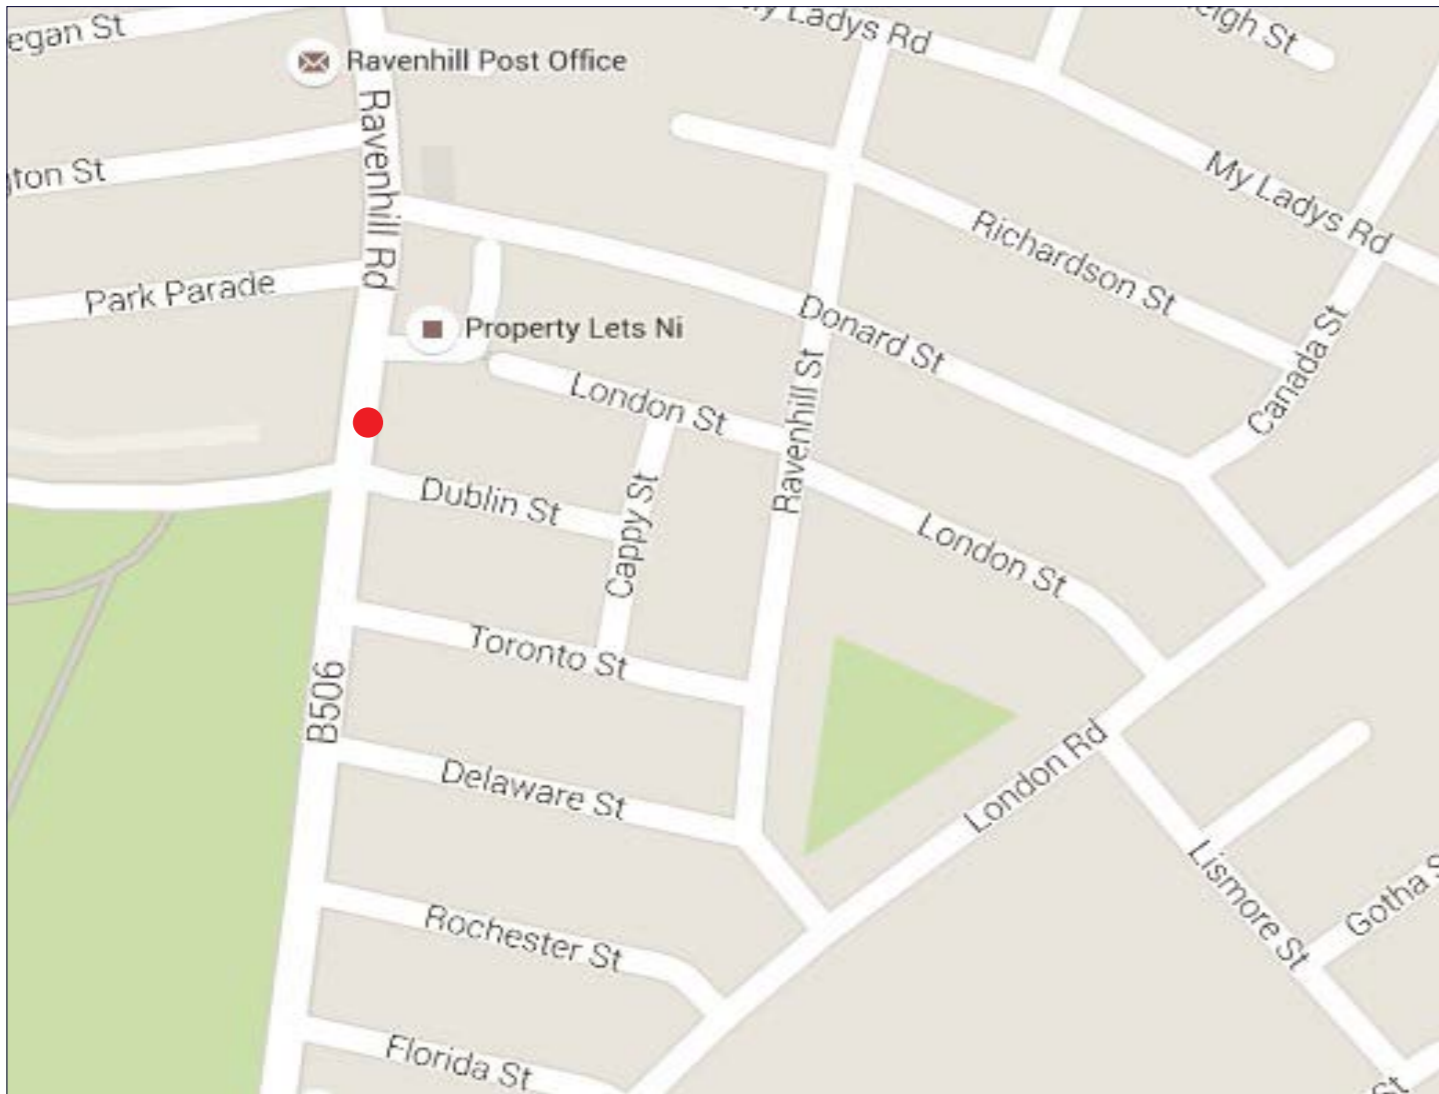 egan St
Ravenhill Post Office
y Ladys Rd
eigh St
Ravenhill Rd
gton St
My Ladys Rd
Richardson St
Park Parade
Property Lets Ni
Donard St
Canada St
London St
Ravenhill St
Dublin St
Cappy St
London St
Toronto St
B506
Delaware St
London Rd
Lismore St
Gotha S
Rochester St
Florida St
St